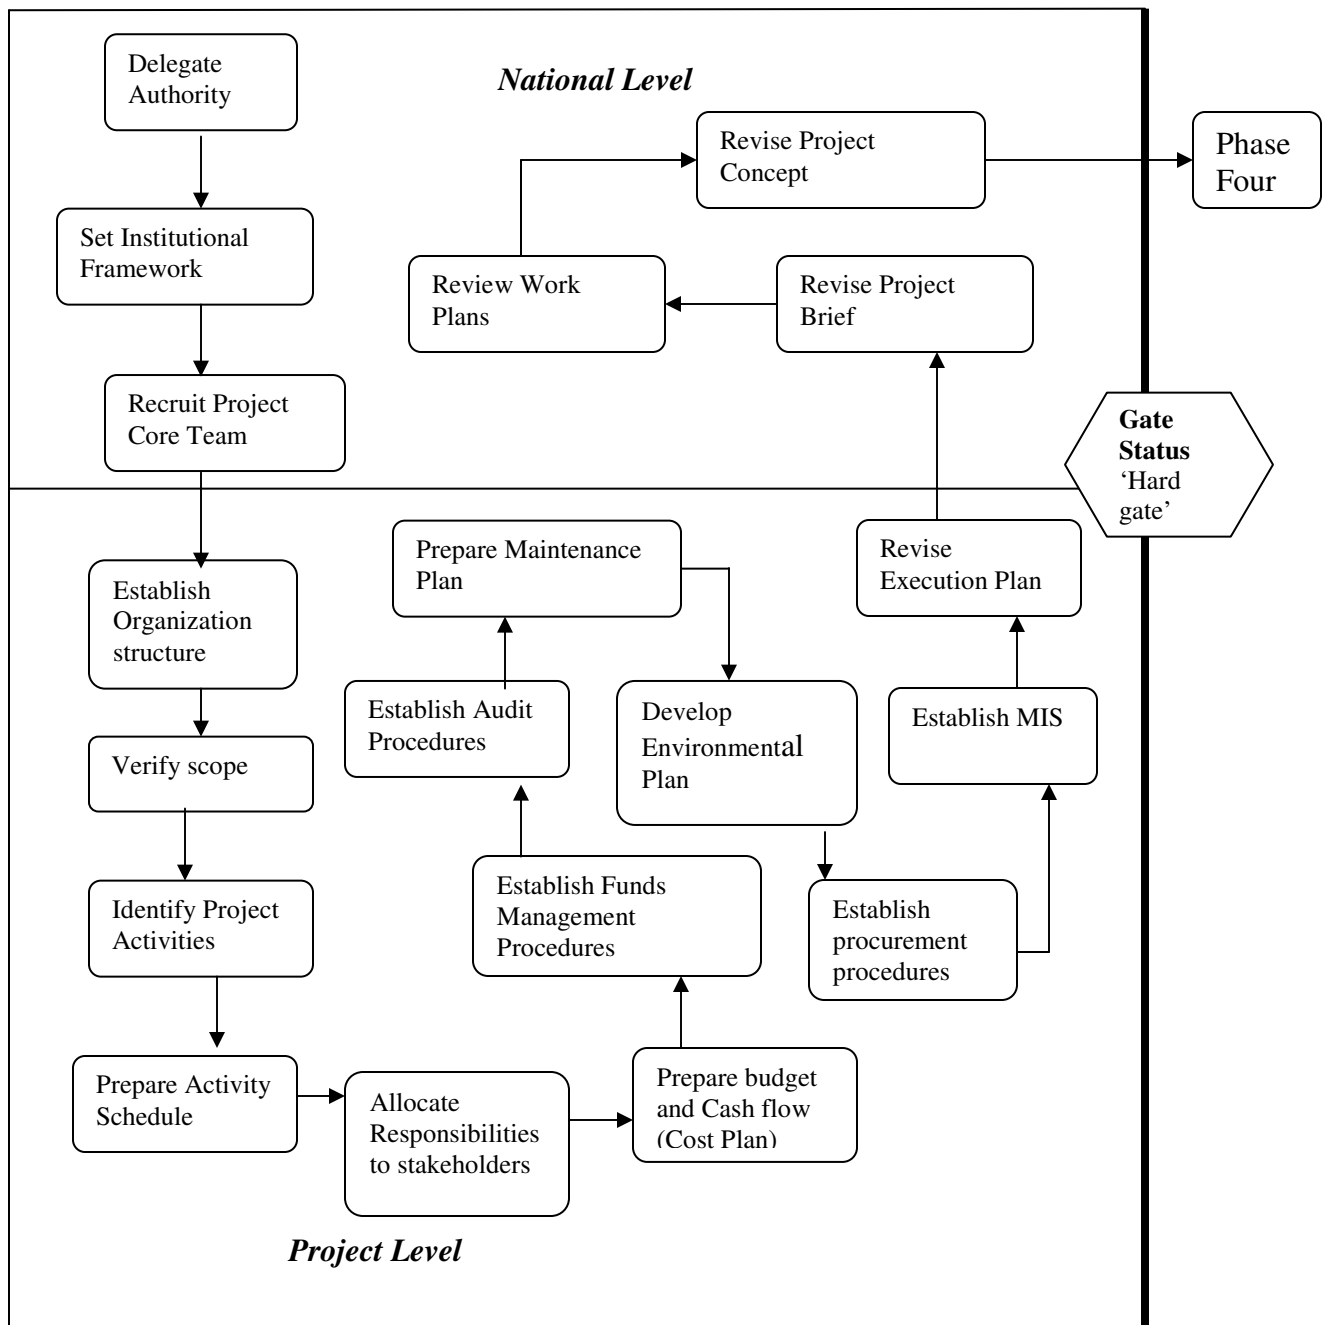 Delegate
Authority
National Level
Revise Project
Concept
Phase
Four
Set Institutional
Framework
Review Work
Plans
Revise Project
Brief
Recruit Project
Core Team
Gate
Status
‘Hard
gate’
Prepare Maintenance
Plan
Revise
Execution Plan
Establish
Organization
structure
Establish Audit
Procedures
Develop
Environmental
Plan
Establish MIS
Verify scope
Identify Project
Activities
Establish Funds
Management
Procedures
Establish
procurement
procedures
Prepare Activity
Schedule
Allocate
Responsibilities
to stakeholders
Prepare budget
and Cash flow
(Cost Plan)
Project Level